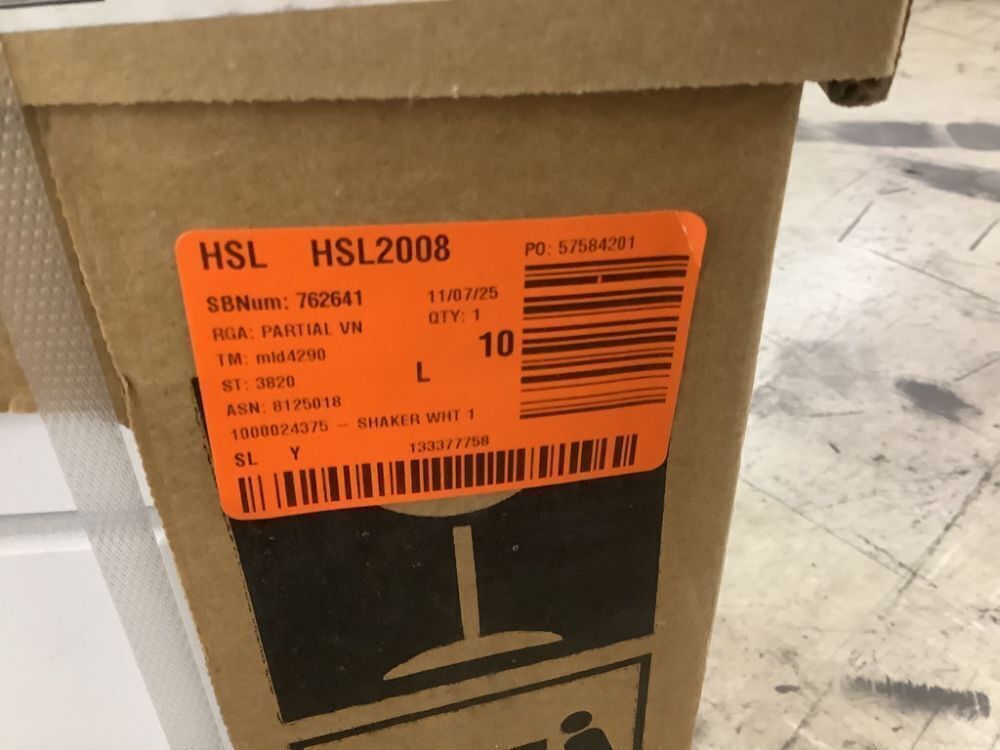 HSL HSL2008 PO: 57584201
SBNum: 762641 11/07/25
RGA: PARTIAL VN QTY: 1
TM: mld4290 10
ST: 3820 L
ASN: 8125018
1000024375 - SHAKER WHT 1
SL Y 133377758